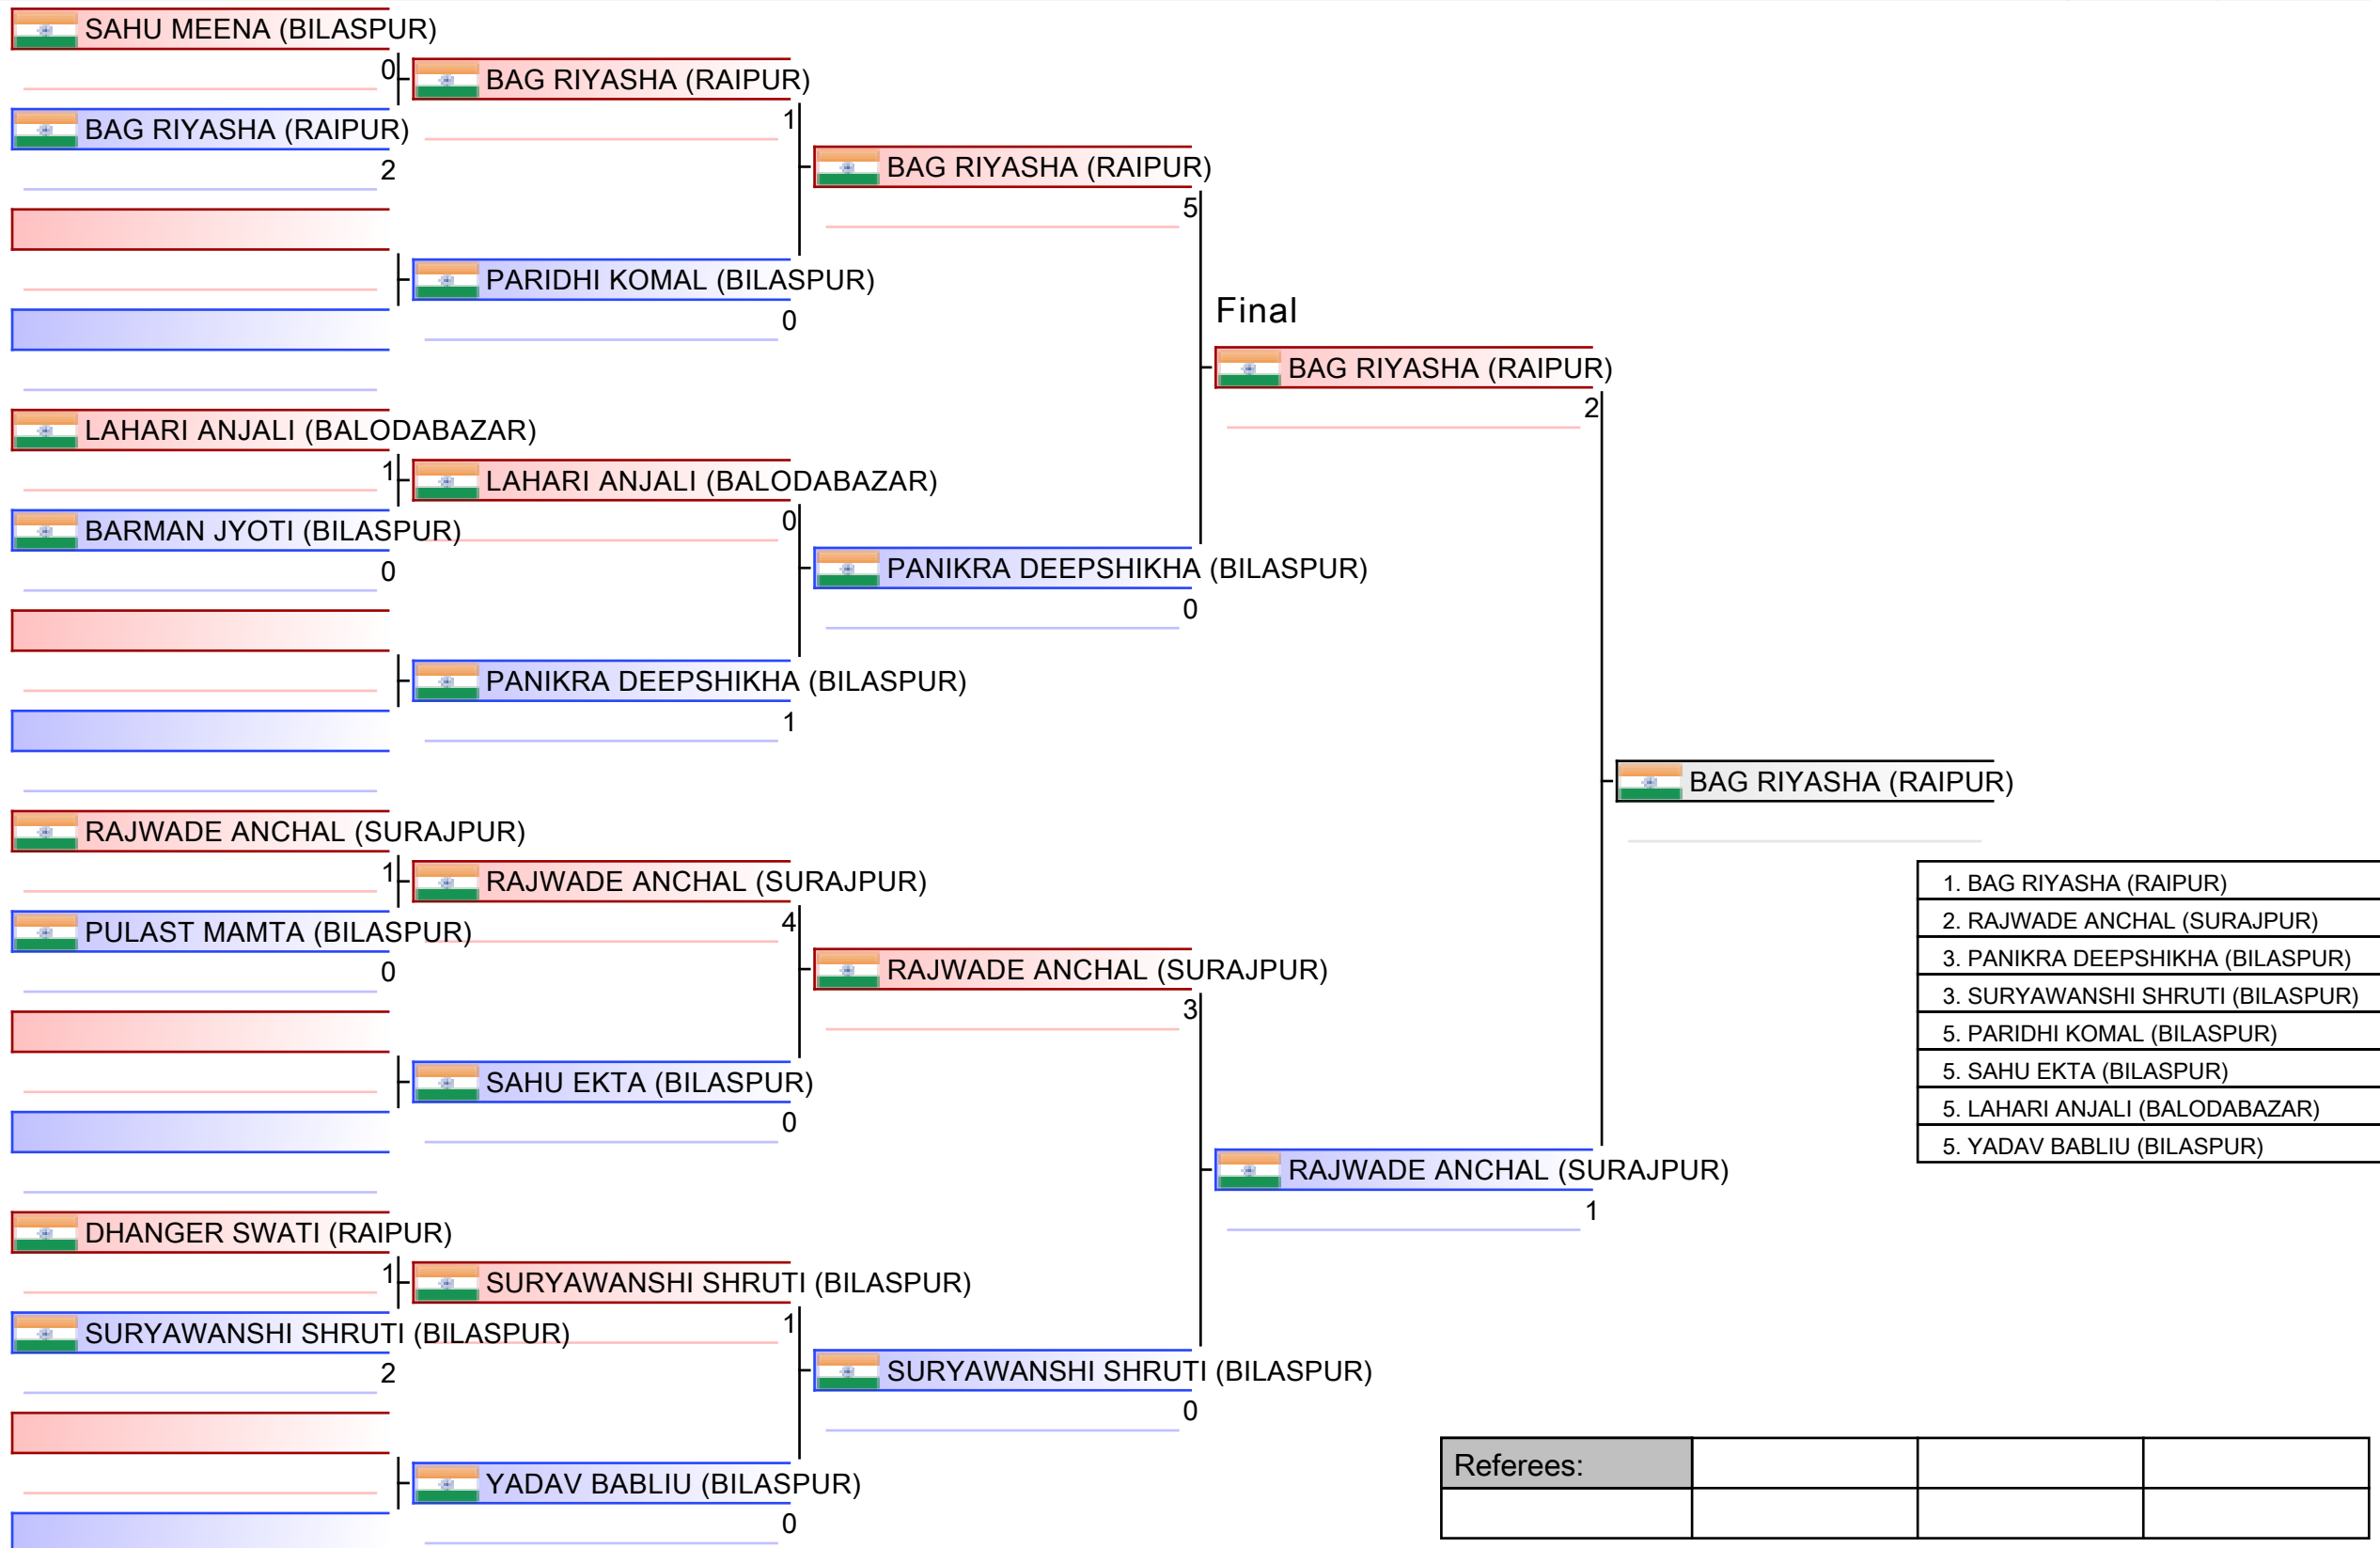 SAHU MEENA (BILASPUR)
0
BAG RIYASHA (RAIPUR)
2
LAHARI ANJALI (BALODABAZAR)
1
BARMAN JYOTI (BILASPUR)
0
RAJWADE ANCHAL (SURAJPUR)
1
PULAST MAMTA (BILASPUR)
0
DHANGER SWATI (RAIPUR)
1
SURYAWANSHI SHRUTI (BILASPUR)
2
BAG RIYASHA (RAIPUR)
1
PARIDHI KOMAL (BILASPUR)
0
LAHARI ANJALI (BALODABAZAR)
0
PANIKRA DEEPSHIKHA (BILASPUR)
1
RAJWADE ANCHAL (SURAJPUR)
4
SAHU EKTA (BILASPUR)
0
SURYAWANSHI SHRUTI (BILASPUR)
1
YADAV BABLIU (BILASPUR)
0
BAG RIYASHA (RAIPUR)
5
PANIKRA DEEPSHIKHA (BILASPUR)
0
RAJWADE ANCHAL (SURAJPUR)
3
SURYAWANSHI SHRUTI (BILASPUR)
0
Final
BAG RIYASHA (RAIPUR)
2
RAJWADE ANCHAL (SURAJPUR)
1
BAG RIYASHA (RAIPUR)
1. BAG RIYASHA (RAIPUR)
2. RAJWADE ANCHAL (SURAJPUR)
3. PANIKRA DEEPSHIKHA (BILASPUR)
3. SURYAWANSHI SHRUTI (BILASPUR)
5. PARIDHI KOMAL (BILASPUR)
5. SAHU EKTA (BILASPUR)
5. LAHARI ANJALI (BALODABAZAR)
5. YADAV BABLIU (BILASPUR)
Referees: